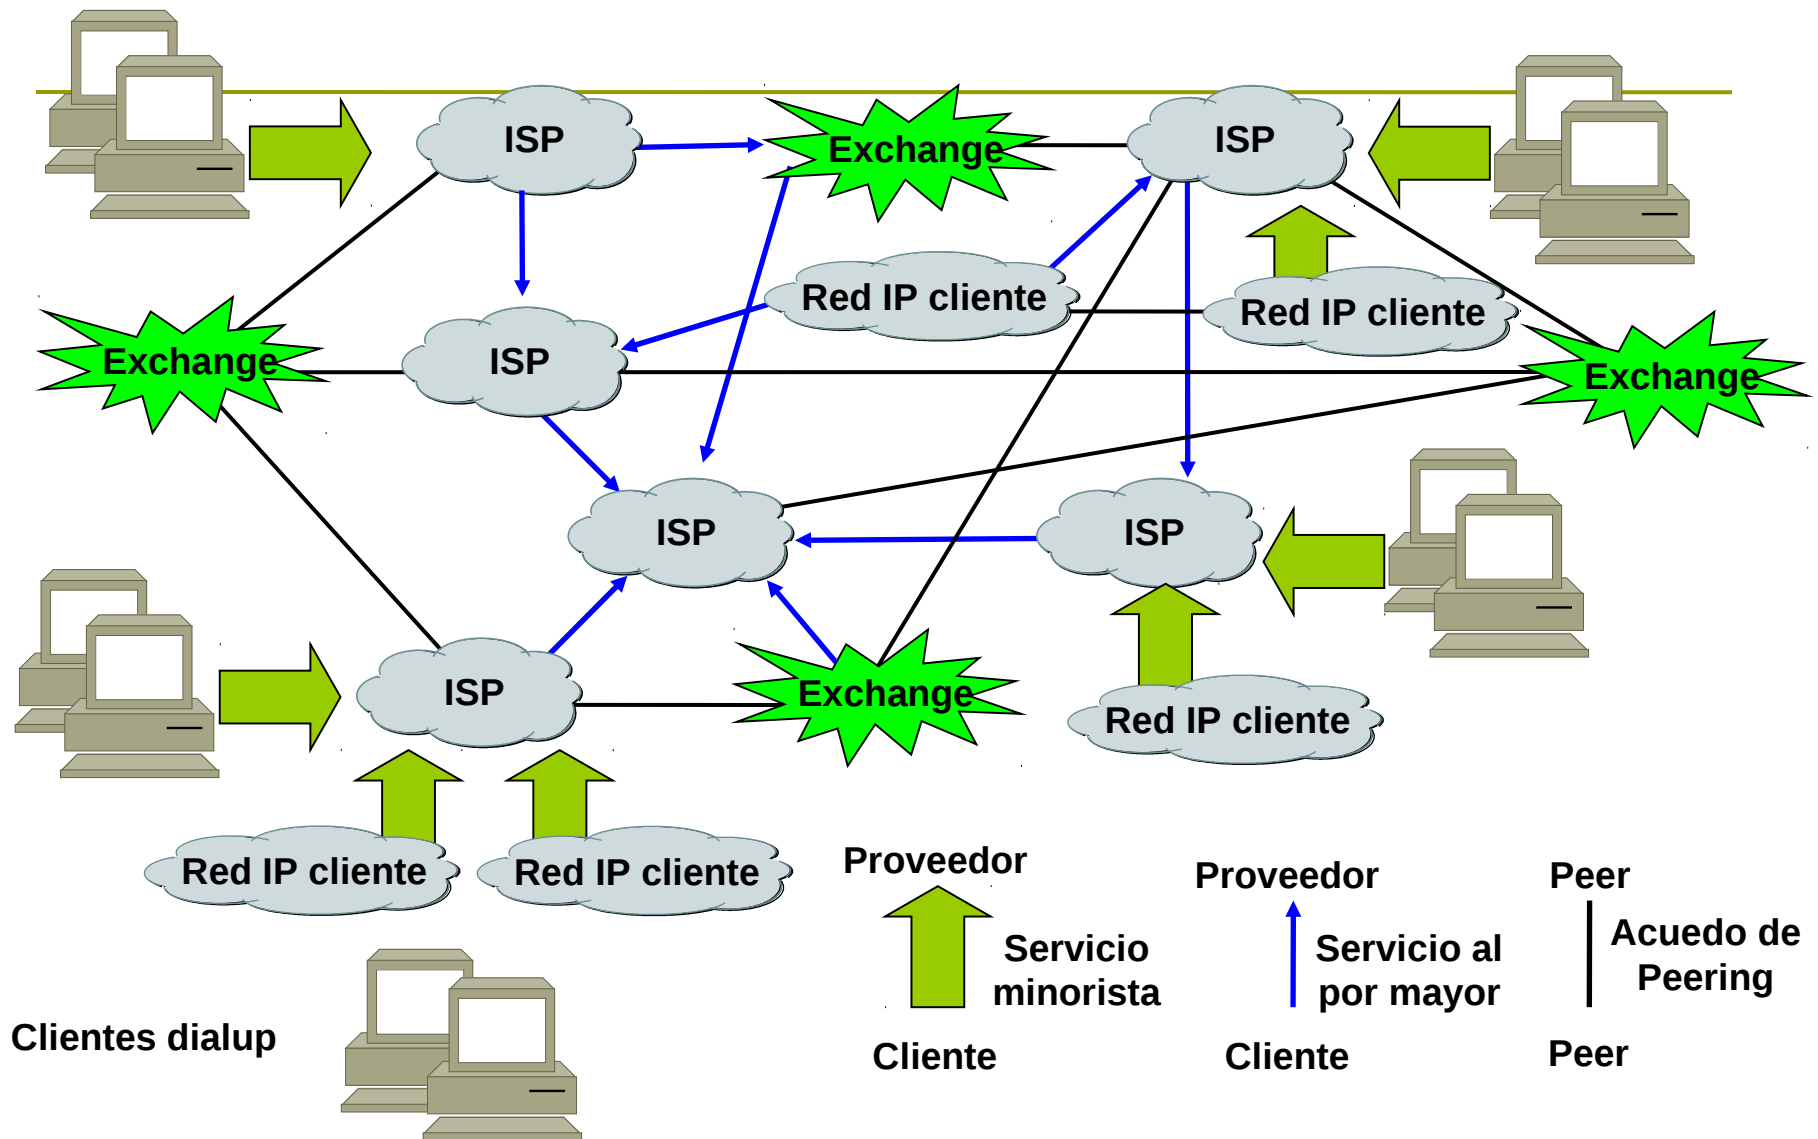 ISP
Exchange
ISP
Red IP cliente
Red IP cliente
Exchange
ISP
Exchange
ISP
ISP
ISP
Exchange
Red IP cliente
Red IP cliente
Red IP cliente
Proveedor
Servicio
minorista
Cliente
Proveedor
Servicio al
por mayor
Cliente
Peer
Acuedo de
Peering
Peer
Clientes dialup